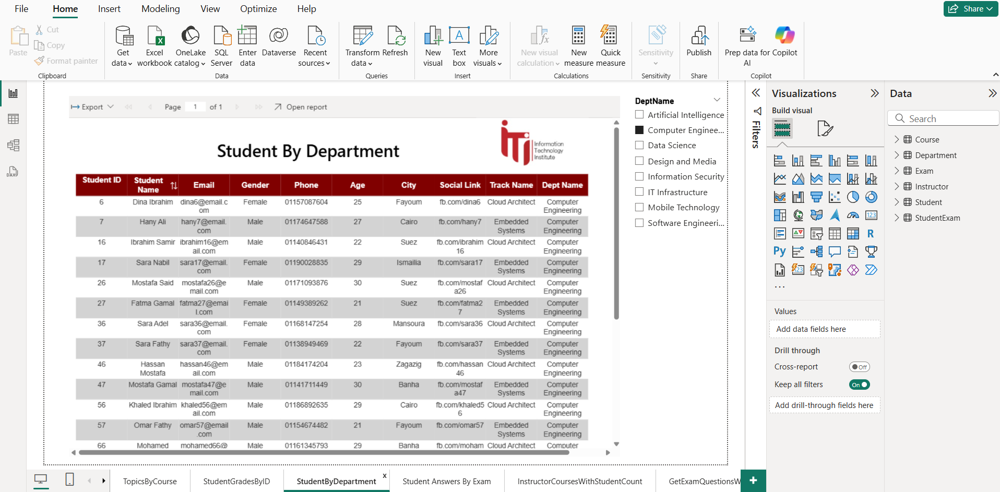 File Home Insert Modeling View Optimize Help Share
Paste
Cut
Copy
Format painter
Clipboard
Get data
Excel workbook
OneLake catalog
SQL Server
Enter data
Dataverse
Recent sources
Data
Transform data
Refresh
Queries
New visual
Text box
More visuals
Insert
New visual calculation
New measure
Quick measure
Calculations
Sensitivity
Sensitivity
Publish
Share
Prep data for AI
Copilot
Copilot
Export Page 1 of 1 Open report
Student By Department
Information
Technology
Institute
Student ID Student Name Email Gender Phone Age City Social Link Track Name Dept Name
6 Dina Ibrahim dina6@email.com Female 01157087604 25 Fayoum fb.com/dina6 Cloud Architect Computer Engineering
7 Hany Ali hany7@email.com Male 01174647588 27 Cairo fb.com/hany7 Embedded Systems Computer Engineering
16 Ibrahim Samir ibrahim16@email.com Male 01140846431 22 Suez fb.com/ibrahim16 Cloud Architect Computer Engineering
17 Sara Nabil sara17@email.com Female 01190028835 29 Ismailia fb.com/sara17 Embedded Systems Computer Engineering
26 Mostafa Said mostafa26@email.com Male 01171093876 30 Suez fb.com/mostafa26 Cloud Architect Computer Engineering
27 Fatma Gamal fatma27@email.com Female 01149389262 21 Suez fb.com/fatma27 Embedded Systems Computer Engineering
36 Sara Adel sara36@email.com Female 01168147254 28 Mansoura fb.com/sara36 Cloud Architect Computer Engineering
37 Sara Fathy sara37@email.com Female 01138949469 22 Fayoum fb.com/sara37 Embedded Systems Computer Engineering
46 Hassan Mostafa hassan46@email.com Male 01184174204 23 Zagazig fb.com/hassan46 Cloud Architect Computer Engineering
47 Mostafa Gamal mostafa47@email.com Male 01141711449 30 Banha fb.com/mostafa47 Embedded Systems Computer Engineering
56 Khaled Ibrahim khaled56@email.com Male 01186892635 29 Cairo fb.com/khaled56 Cloud Architect Computer Engineering
57 Omar Fathy omar57@email.com Male 01154674482 21 Fayoum fb.com/omar57 Embedded Systems Computer Engineering
66 Mohamed mohamed66@ Male 01161345793 29 Banha fb.com/moham Cloud Architect Computer
DeptName
Artificial Intelligence
Computer Enginee...
Data Science
Design and Media
Information Security
IT Infrastructure
Mobile Technology
Software Engineeri...
Filters
Visualizations
Build visual
123
R
Py
123
...
Values
Add data fields here
Drill through
Cross-report Off
Keep all filters On
Add drill-through fields here
Data
Search
Course
Department
Exam
Instructor
Student
StudentExam
DAX
TopicsByCourse StudentGradesByID StudentByDepartment x Student Answers By Exam InstructorCoursesWithStudentCount GetExamQuestionsW +